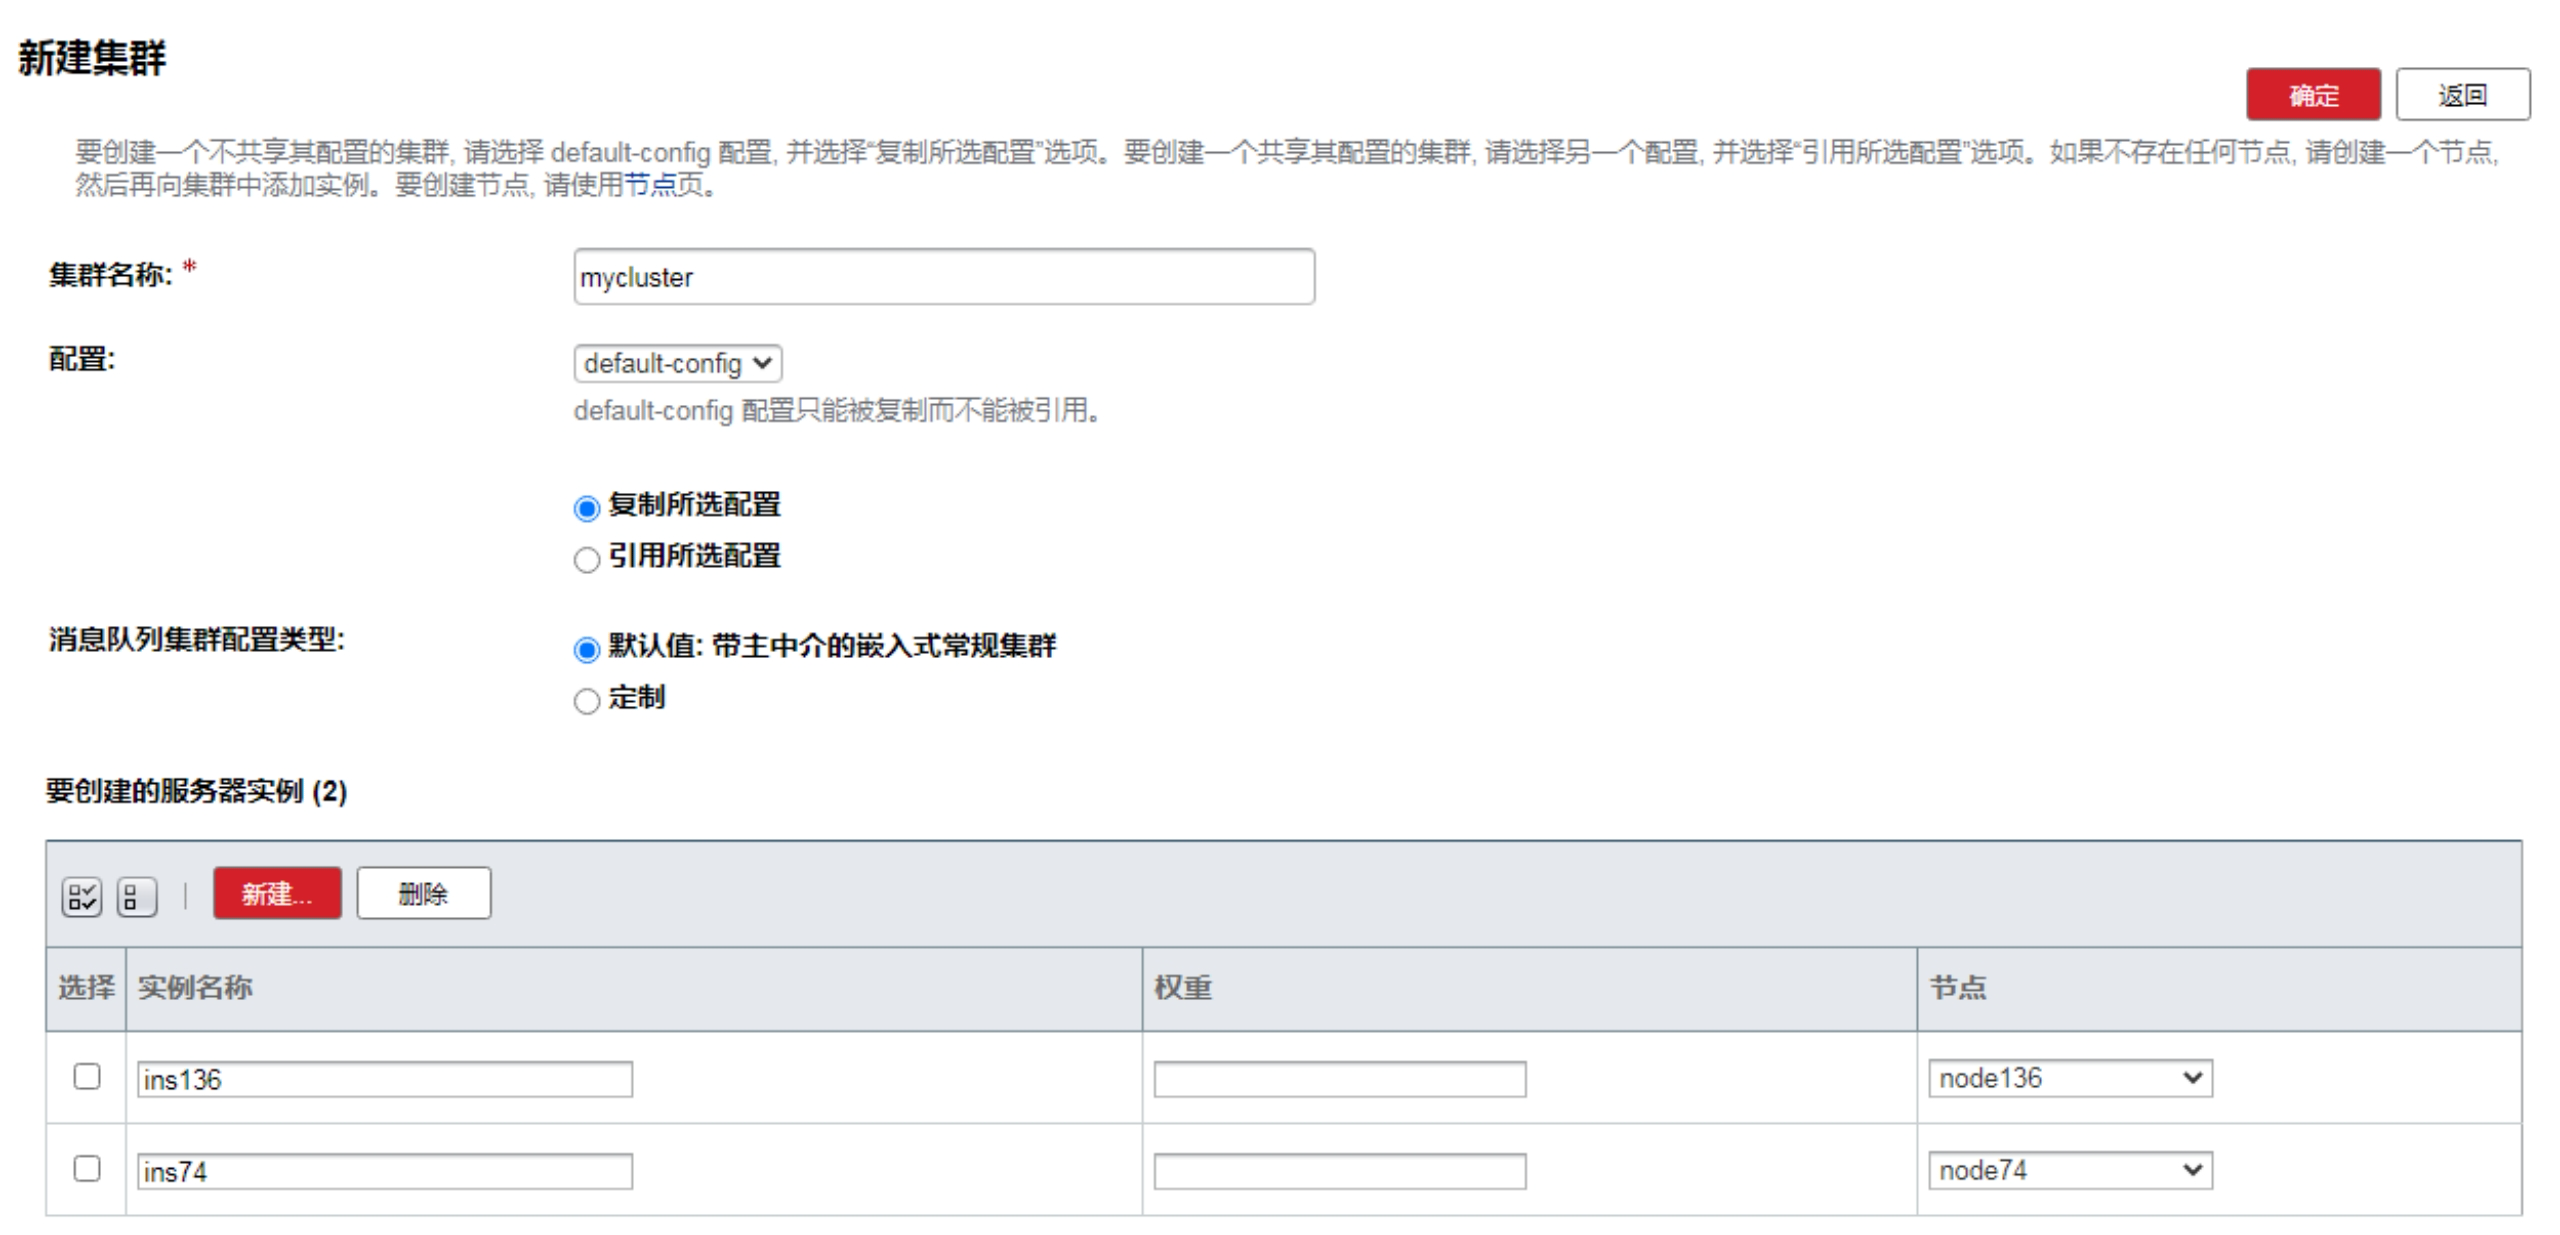 新建集群
确定 返回
要创建一个不共享其配置的集群, 请选择 default-config 配置, 并选择“复制所选配置”选项。要创建一个共享其配置的集群, 请选择另一个配置, 并选择“引用所选配置”选项。如果不存在任何节点, 请创建一个节点,
然后再向集群中添加实例。要创建节点, 请使用节点页。
集群名称: * mycluster
配置: default-config
default-config 配置只能被复制而不能被引用。
复制所选配置
引用所选配置
消息队列集群配置类型: 默认值: 带主中介的嵌入式常规集群
定制
要创建的服务器实例 (2)
新建... 删除
选择 实例名称 权重 节点
ins136 node136
ins74 node74